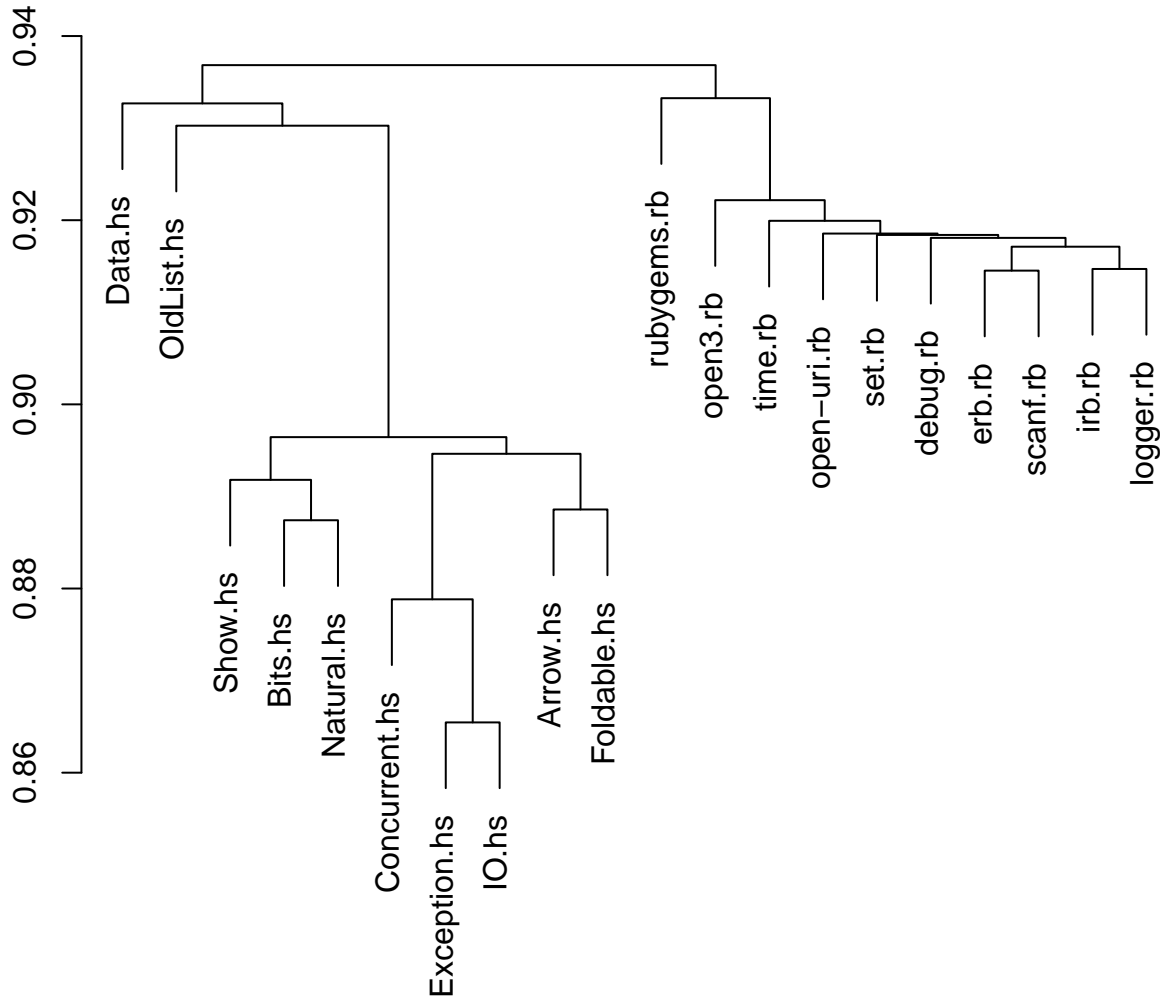 0.94
0.92
0.90
0.88
0.86
Data.hs
OldList.hs
Show.hs
Bits.hs
Natural.hs
Concurrent.hs
Exception.hs
IO.hs
Arrow.hs
Foldable.hs
rubygems.rb
open3.rb
time.rb
open−uri.rb
set.rb
debug.rb
erb.rb
scanf.rb
irb.rb
logger.rb